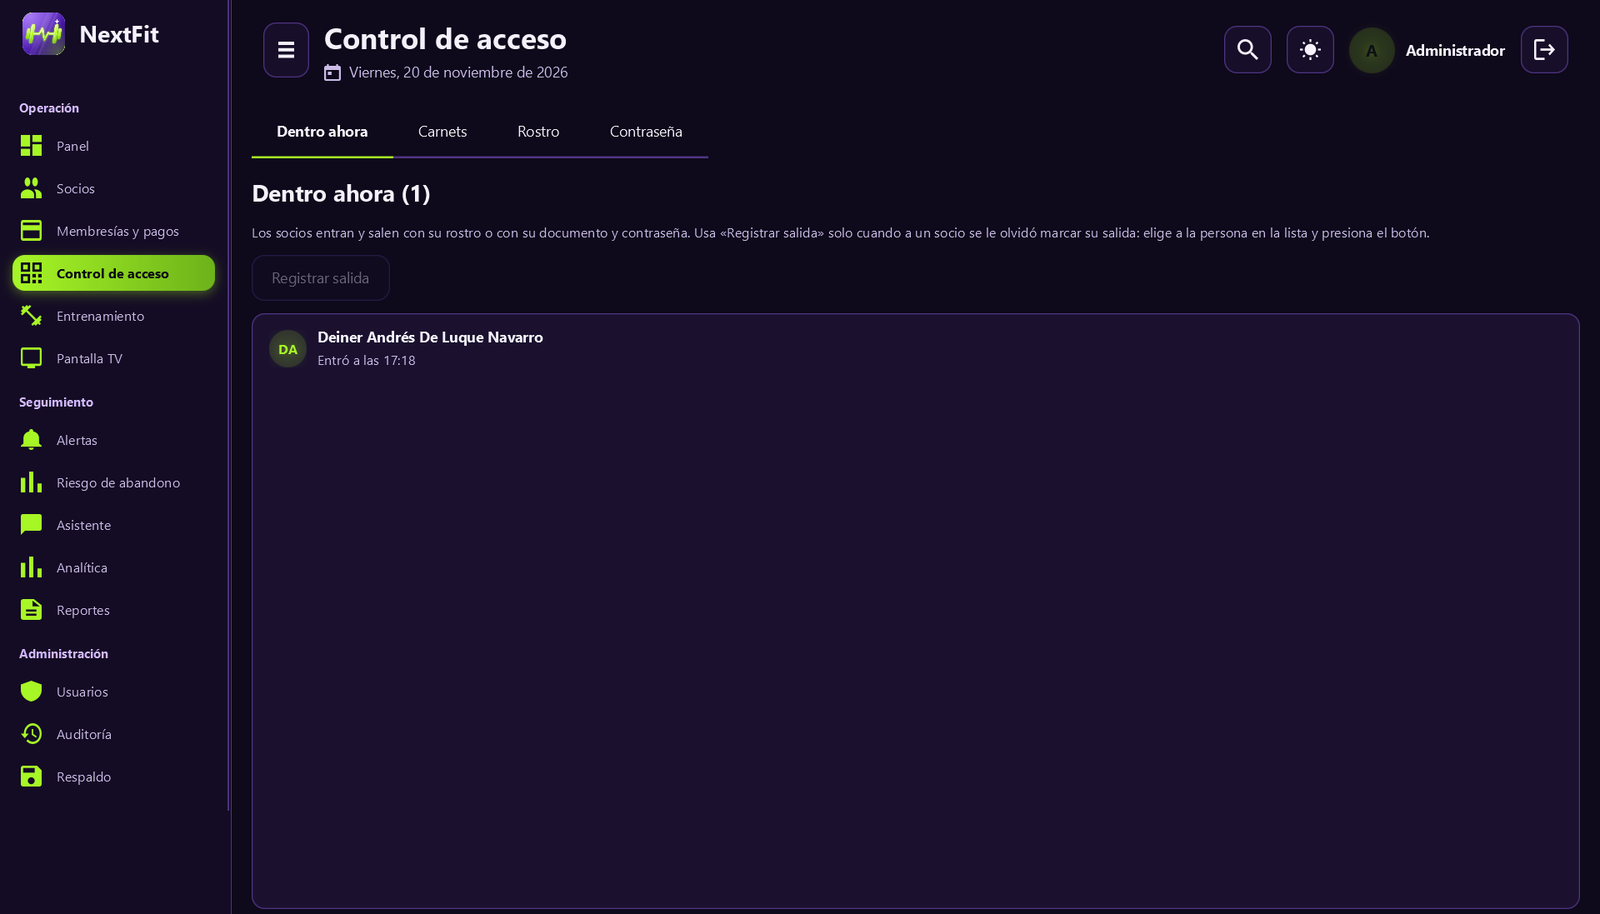 NextFit
Operación
Panel
Socios
Membresías y pagos
Control de acceso
Entrenamiento
Pantalla TV
Seguimiento
Alertas
Riesgo de abandono
Asistente
Analítica
Reportes
Administración
Usuarios
Auditoría
Respaldo
Control de acceso
Viernes, 20 de noviembre de 2026
A
Administrador
Dentro ahora
Carnets
Rostro
Contraseña
Dentro ahora (1)
Los socios entran y salen con su rostro o con su documento y contraseña. Usa «Registrar salida» solo cuando a un socio se le olvidó marcar su salida: elige a la persona en la lista y presiona el botón.
Registrar salida
DA
Deiner Andrés De Luque Navarro
Entró a las 17:18